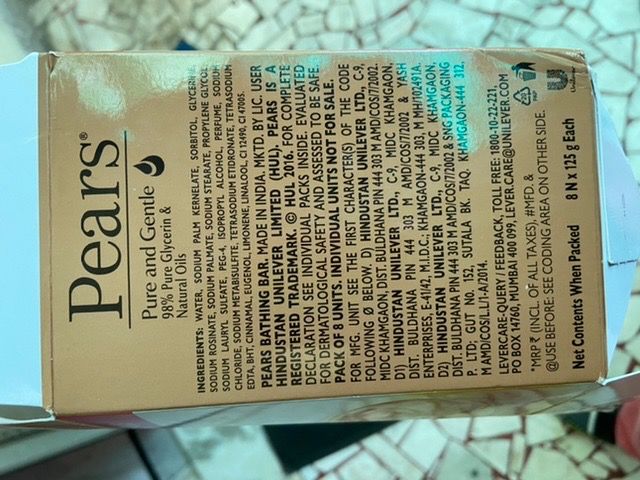 Pears®
Pure and Gentle
98% Pure Glycerin &
Natural Oils
INGREDIENTS: WATER, SODIUM PALM KERNELATE, SORBITOL, GLYCERIN,
SODIUM ROSINATE, SODIUM PALMATE, SODIUM STEARATE, PROPYLENE GLYCOL,
SODIUM LAURYL SULFATE, PEG-4, ISOPROPYL ALCOHOL, PERFUME, SODIUM
CHLORIDE, SODIUM METABISULFITE, TETRASODIUM ETIDRONATE, TETRASODIUM
EDTA, BHT, CINNAMAL, EUGENOL, LIMONENE, LINALOOL, CI 12490, CI 47005.
PEARS BATHING BAR. MADE IN INDIA. MKTD. BY LIC. USER
HINDUSTAN UNILEVER LIMITED (HUL). PEARS IS A
REGISTERED TRADEMARK. © HUL 2016. FOR COMPLETE
DECLARATION SEE INDIVIDUAL PACKS INSIDE. EVALUATED
FOR DERMATOLOGICAL SAFETY AND ASSESSED TO BE SAFE.
PACK OF 8 UNITS. INDIVIDUAL UNITS NOT FOR SALE.
FOR MFG. UNIT SEE THE FIRST CHARACTER(S) OF THE CODE
FOLLOWING Ø BELOW. D) HINDUSTAN UNILEVER LTD., C-9,
MIDC KHAMGAON, DIST. BULDHANA PIN 444 303 M AMD/COS/7/2002.
D1) HINDUSTAN UNILEVER LTD., C-9, MIDC KHAMGAON,
DIST. BULDHANA PIN 444 303 M AMD/COS/7/2002 & YASH
ENTERPRISES, E-41/42, M.I.D.C.; KHAMGAON-444 303. M MH/102491A.
D2) HINDUSTAN UNILEVER LTD., C-9, MIDC KHAMGAON,
DIST. BULDHANA PIN 444 303 M AMD/COS/7/2002 & SNG PACKAGING
P. LTD; GUT No. 152, SUTALA BK. TAQ. KHAMGAON-444 312.
M AMD/COS/L.L/1-A/2014.
LEVERCARE-QUERY / FEEDBACK, TOLL FREE: 1800-10-22-221,
PO BOX 14760, MUMBAI 400 099, LEVER.CARE@UNILEVER.COM
*MRP ₹ (INCL. OF ALL TAXES) #MFD. &
@USE BEFORE: SEE CODING AREA ON OTHER SIDE.
Net Contents When Packed 8 N x 125 g Each
PAP
Unilever